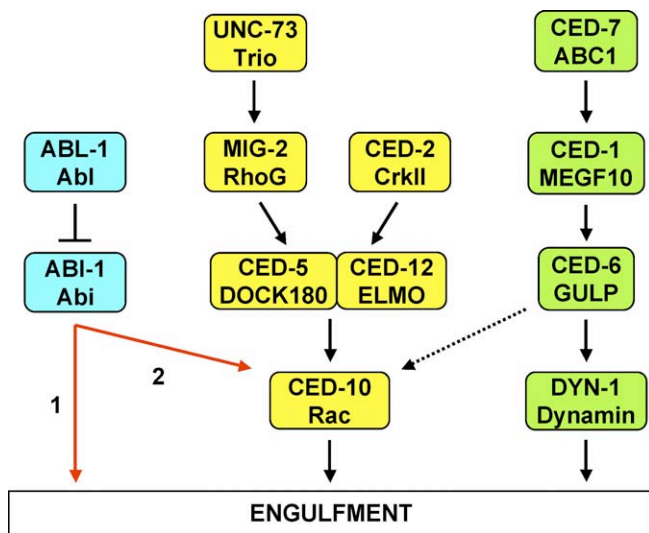 UNC-73
Trio
CED-7
ABC1
ABL-1
Abl
MIG-2
RhoG
CED-2
CrkII
CED-1
MEGF10
ABI-1
Abi
CED-5
DOCK180
CED-12
ELMO
CED-6
GULP
1
2
CED-10
Rac
DYN-1
Dynamin
ENGULFMENT